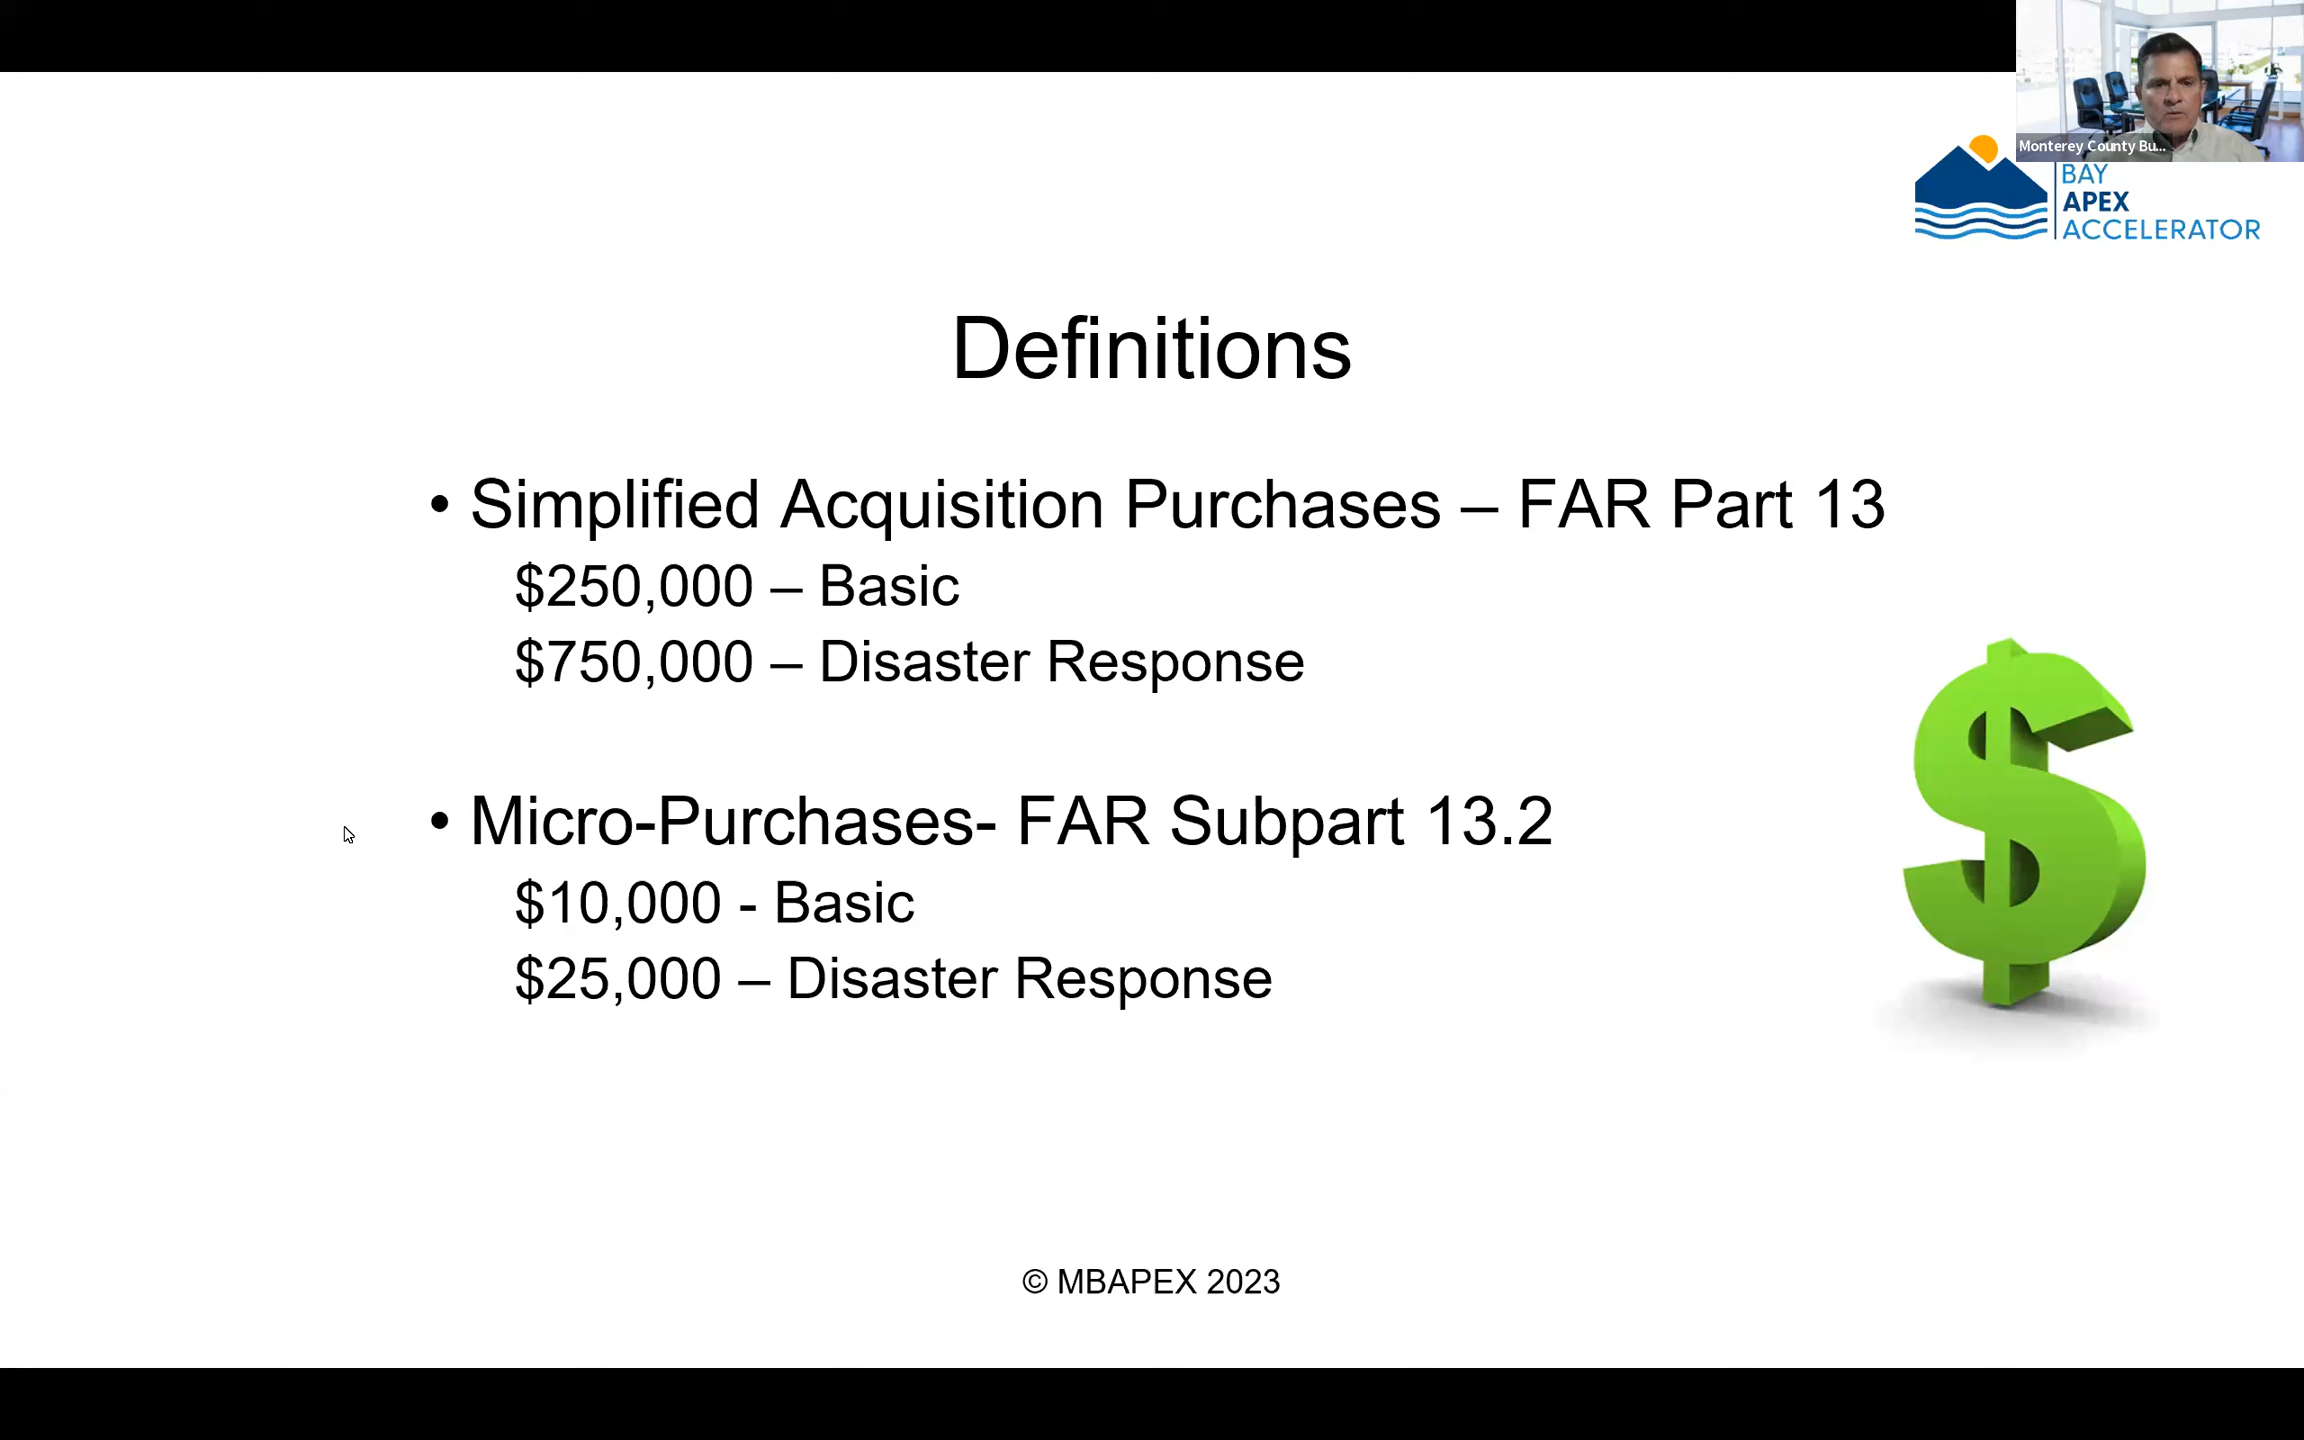 Monterey County Bu...
BAY
APEX
ACCELERATOR
Definitions
• Simplified Acquisition Purchases – FAR Part 13
$250,000 – Basic
$750,000 – Disaster Response
• Micro-Purchases- FAR Subpart 13.2
$10,000 - Basic
$25,000 – Disaster Response
© MBAPEX 2023